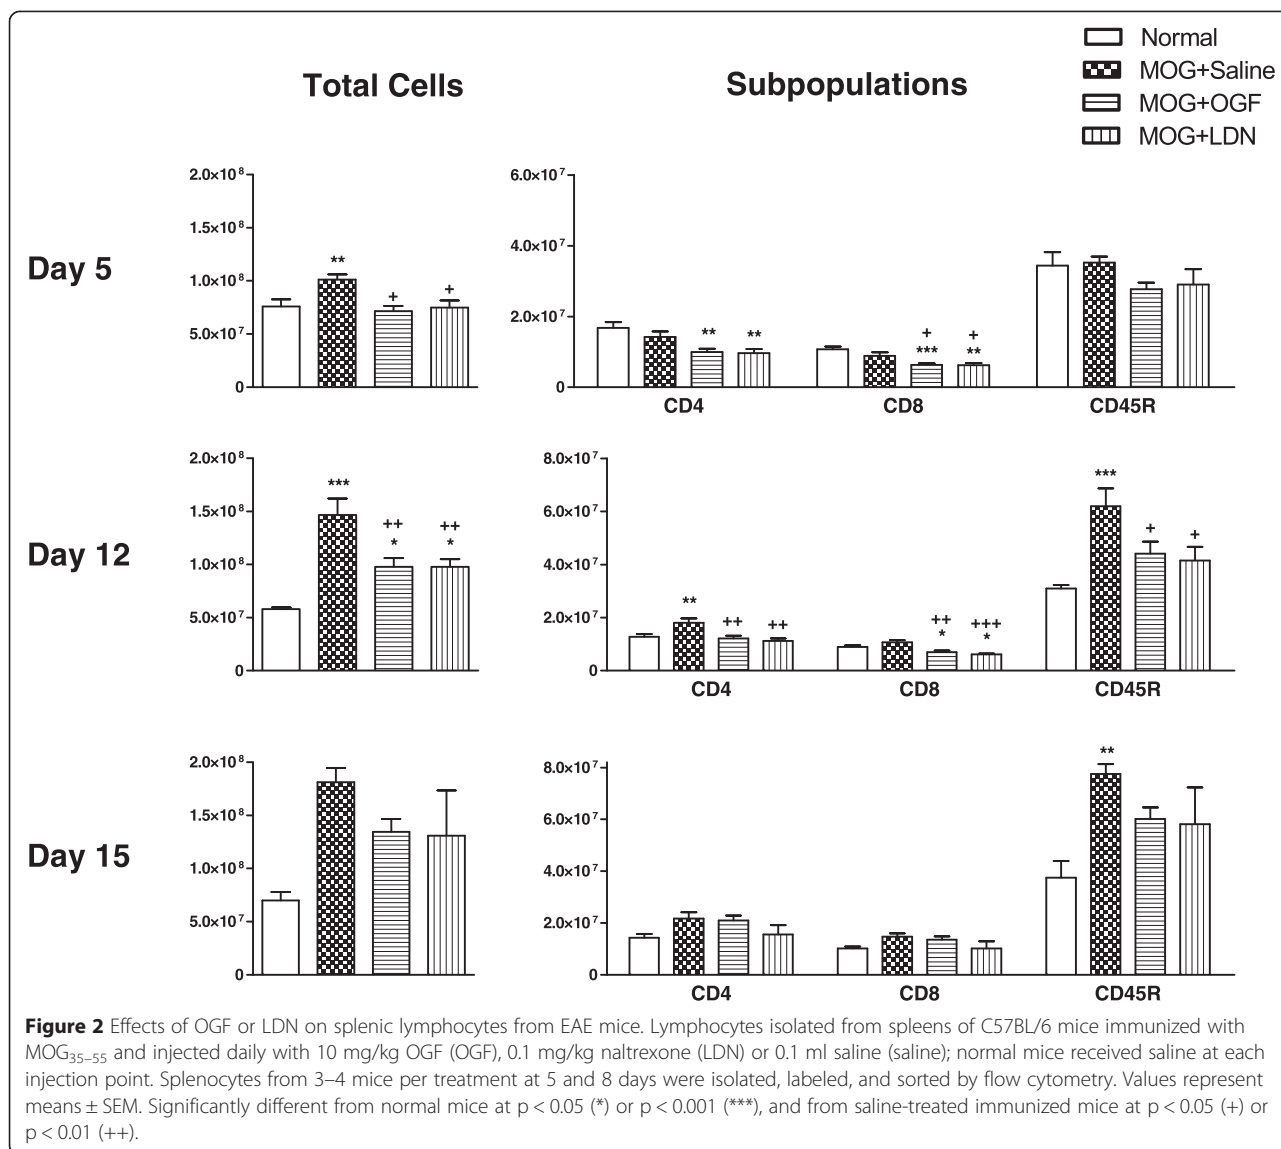 Normal
MOG+Saline
MOG+OGF
MOG+LDN
Total Cells
Subpopulations
Day 5
2.0×10⁸
1.5×10⁸
1.0×10⁸
5.0×10⁷
0
**
+
+
6.0×10⁷
4.0×10⁷
2.0×10⁷
0
**
**
+
***
+
**
CD4
CD8
CD45R
Day 12
2.0×10⁸
1.5×10⁸
1.0×10⁸
5.0×10⁷
0
***
++
*
++
*
8.0×10⁷
6.0×10⁷
4.0×10⁷
2.0×10⁷
0
**
++
++
++
*
+++
*
***
+
+
CD4
CD8
CD45R
Day 15
2.0×10⁸
1.5×10⁸
1.0×10⁸
5.0×10⁷
0
8.0×10⁷
6.0×10⁷
4.0×10⁷
2.0×10⁷
0
**
CD4
CD8
CD45R
Figure 2 Effects of OGF or LDN on splenic lymphocytes from EAE mice. Lymphocytes isolated from spleens of C57BL/6 mice immunized with
MOG₃₅₋₅₅ and injected daily with 10 mg/kg OGF (OGF), 0.1 mg/kg naltrexone (LDN) or 0.1 ml saline (saline); normal mice received saline at each
injection point. Splenocytes from 3–4 mice per treatment at 5 and 8 days were isolated, labeled, and sorted by flow cytometry. Values represent
means ± SEM. Significantly different from normal mice at p < 0.05 (*) or p < 0.001 (***), and from saline-treated immunized mice at p < 0.05 (+) or
p < 0.01 (++).